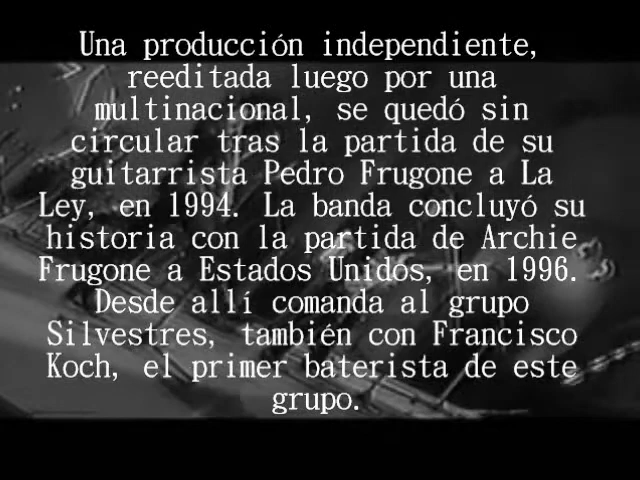 Una producción independiente,
reeditada luego por una
multinacional, se quedó sin
circular tras la partida de su
guitarrista Pedro Frugone a La
Ley, en 1994. La banda concluyó su
historia con la partida de Archie
Frugone a Estados Unidos, en 1996.
Desde allí comanda al grupo
Silvestres, también con Francisco
Koch, el primer baterista de este
grupo.